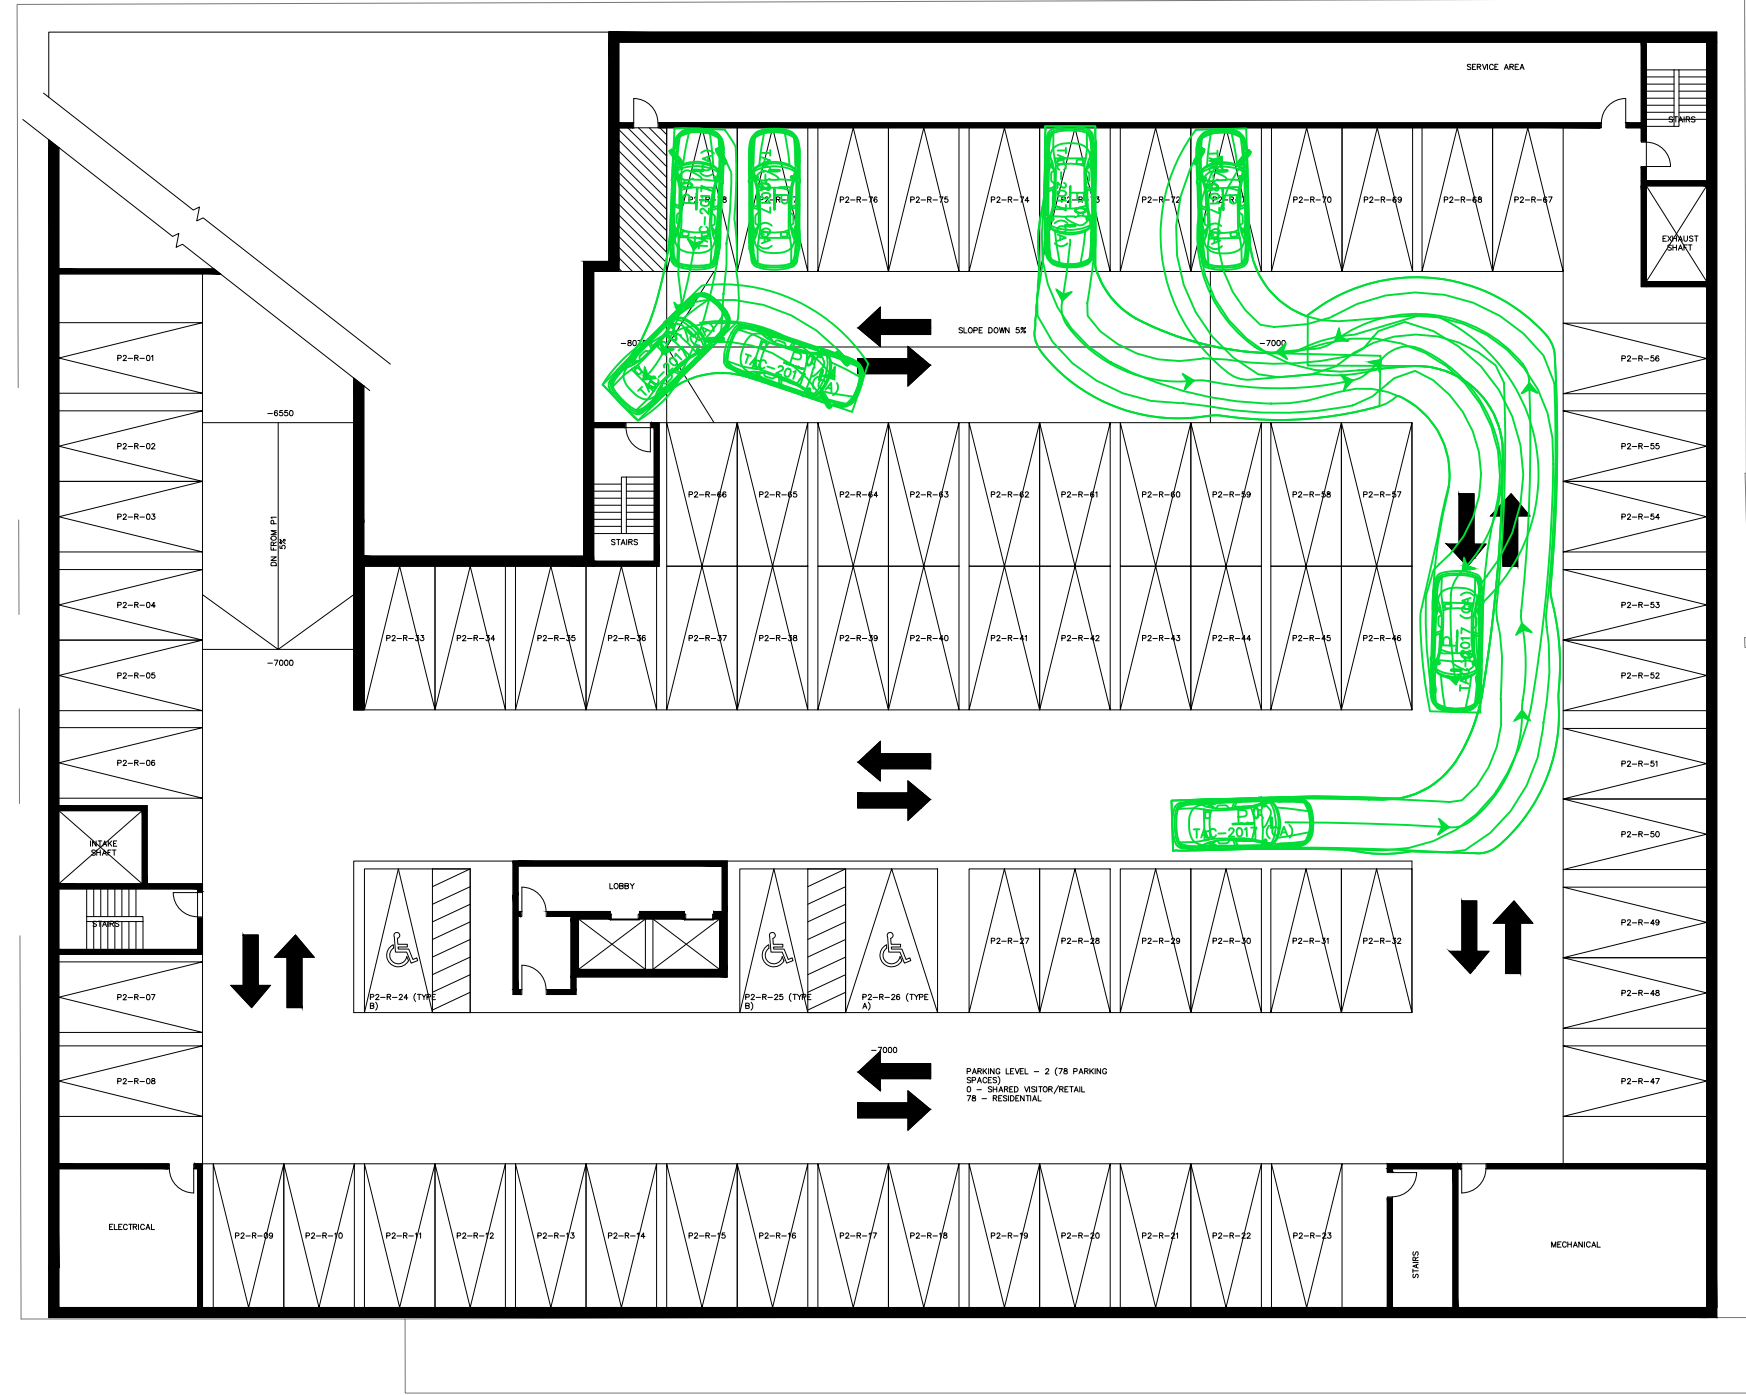 SERVICE AREA
STAIRS
P2-R-76
P2-R-75
P2-R-74
P2-R-72
P2-R-70
P2-R-69
P2-R-68
P2-R-67
EXHAUST
SHAFT
SLOPE DOWN 5%
-7000
P2-R-01
P2-R-56
-6550
P2-R-02
P2-R-55
P2-R-66
P2-R-65
P2-R-64
P2-R-63
P2-R-62
P2-R-61
P2-R-60
P2-R-59
P2-R-58
P2-R-57
P2-R-03
P2-R-54
DN FROM P1
5%
STAIRS
P2-R-04
P2-R-53
P2-R-33
P2-R-34
P2-R-35
P2-R-36
P2-R-37
P2-R-38
P2-R-39
P2-R-40
P2-R-41
P2-R-42
P2-R-43
P2-R-44
P2-R-45
P2-R-46
TAC-2017 (CA)
-7000
P2-R-05
P2-R-52
P2-R-06
P2-R-51
TAC-2017 (CA)
P2-R-50
INTAKE
SHAFT
LOBBY
STAIRS
P2-R-49
P2-R-27
P2-R-28
P2-R-29
P2-R-30
P2-R-31
P2-R-32
P2-R-07
P2-R-24 (TYPE
B)
P2-R-25 (TYPE
B)
P2-R-26 (TYPE
A)
P2-R-48
-7000
PARKING LEVEL - 2 (78 PARKING
SPACES)
0 - SHARED VISITOR/RETAIL
78 - RESIDENTIAL
P2-R-08
P2-R-47
ELECTRICAL
P2-R-09
P2-R-10
P2-R-11
P2-R-12
P2-R-13
P2-R-14
P2-R-15
P2-R-16
P2-R-17
P2-R-18
P2-R-19
P2-R-20
P2-R-21
P2-R-22
P2-R-23
STAIRS
MECHANICAL